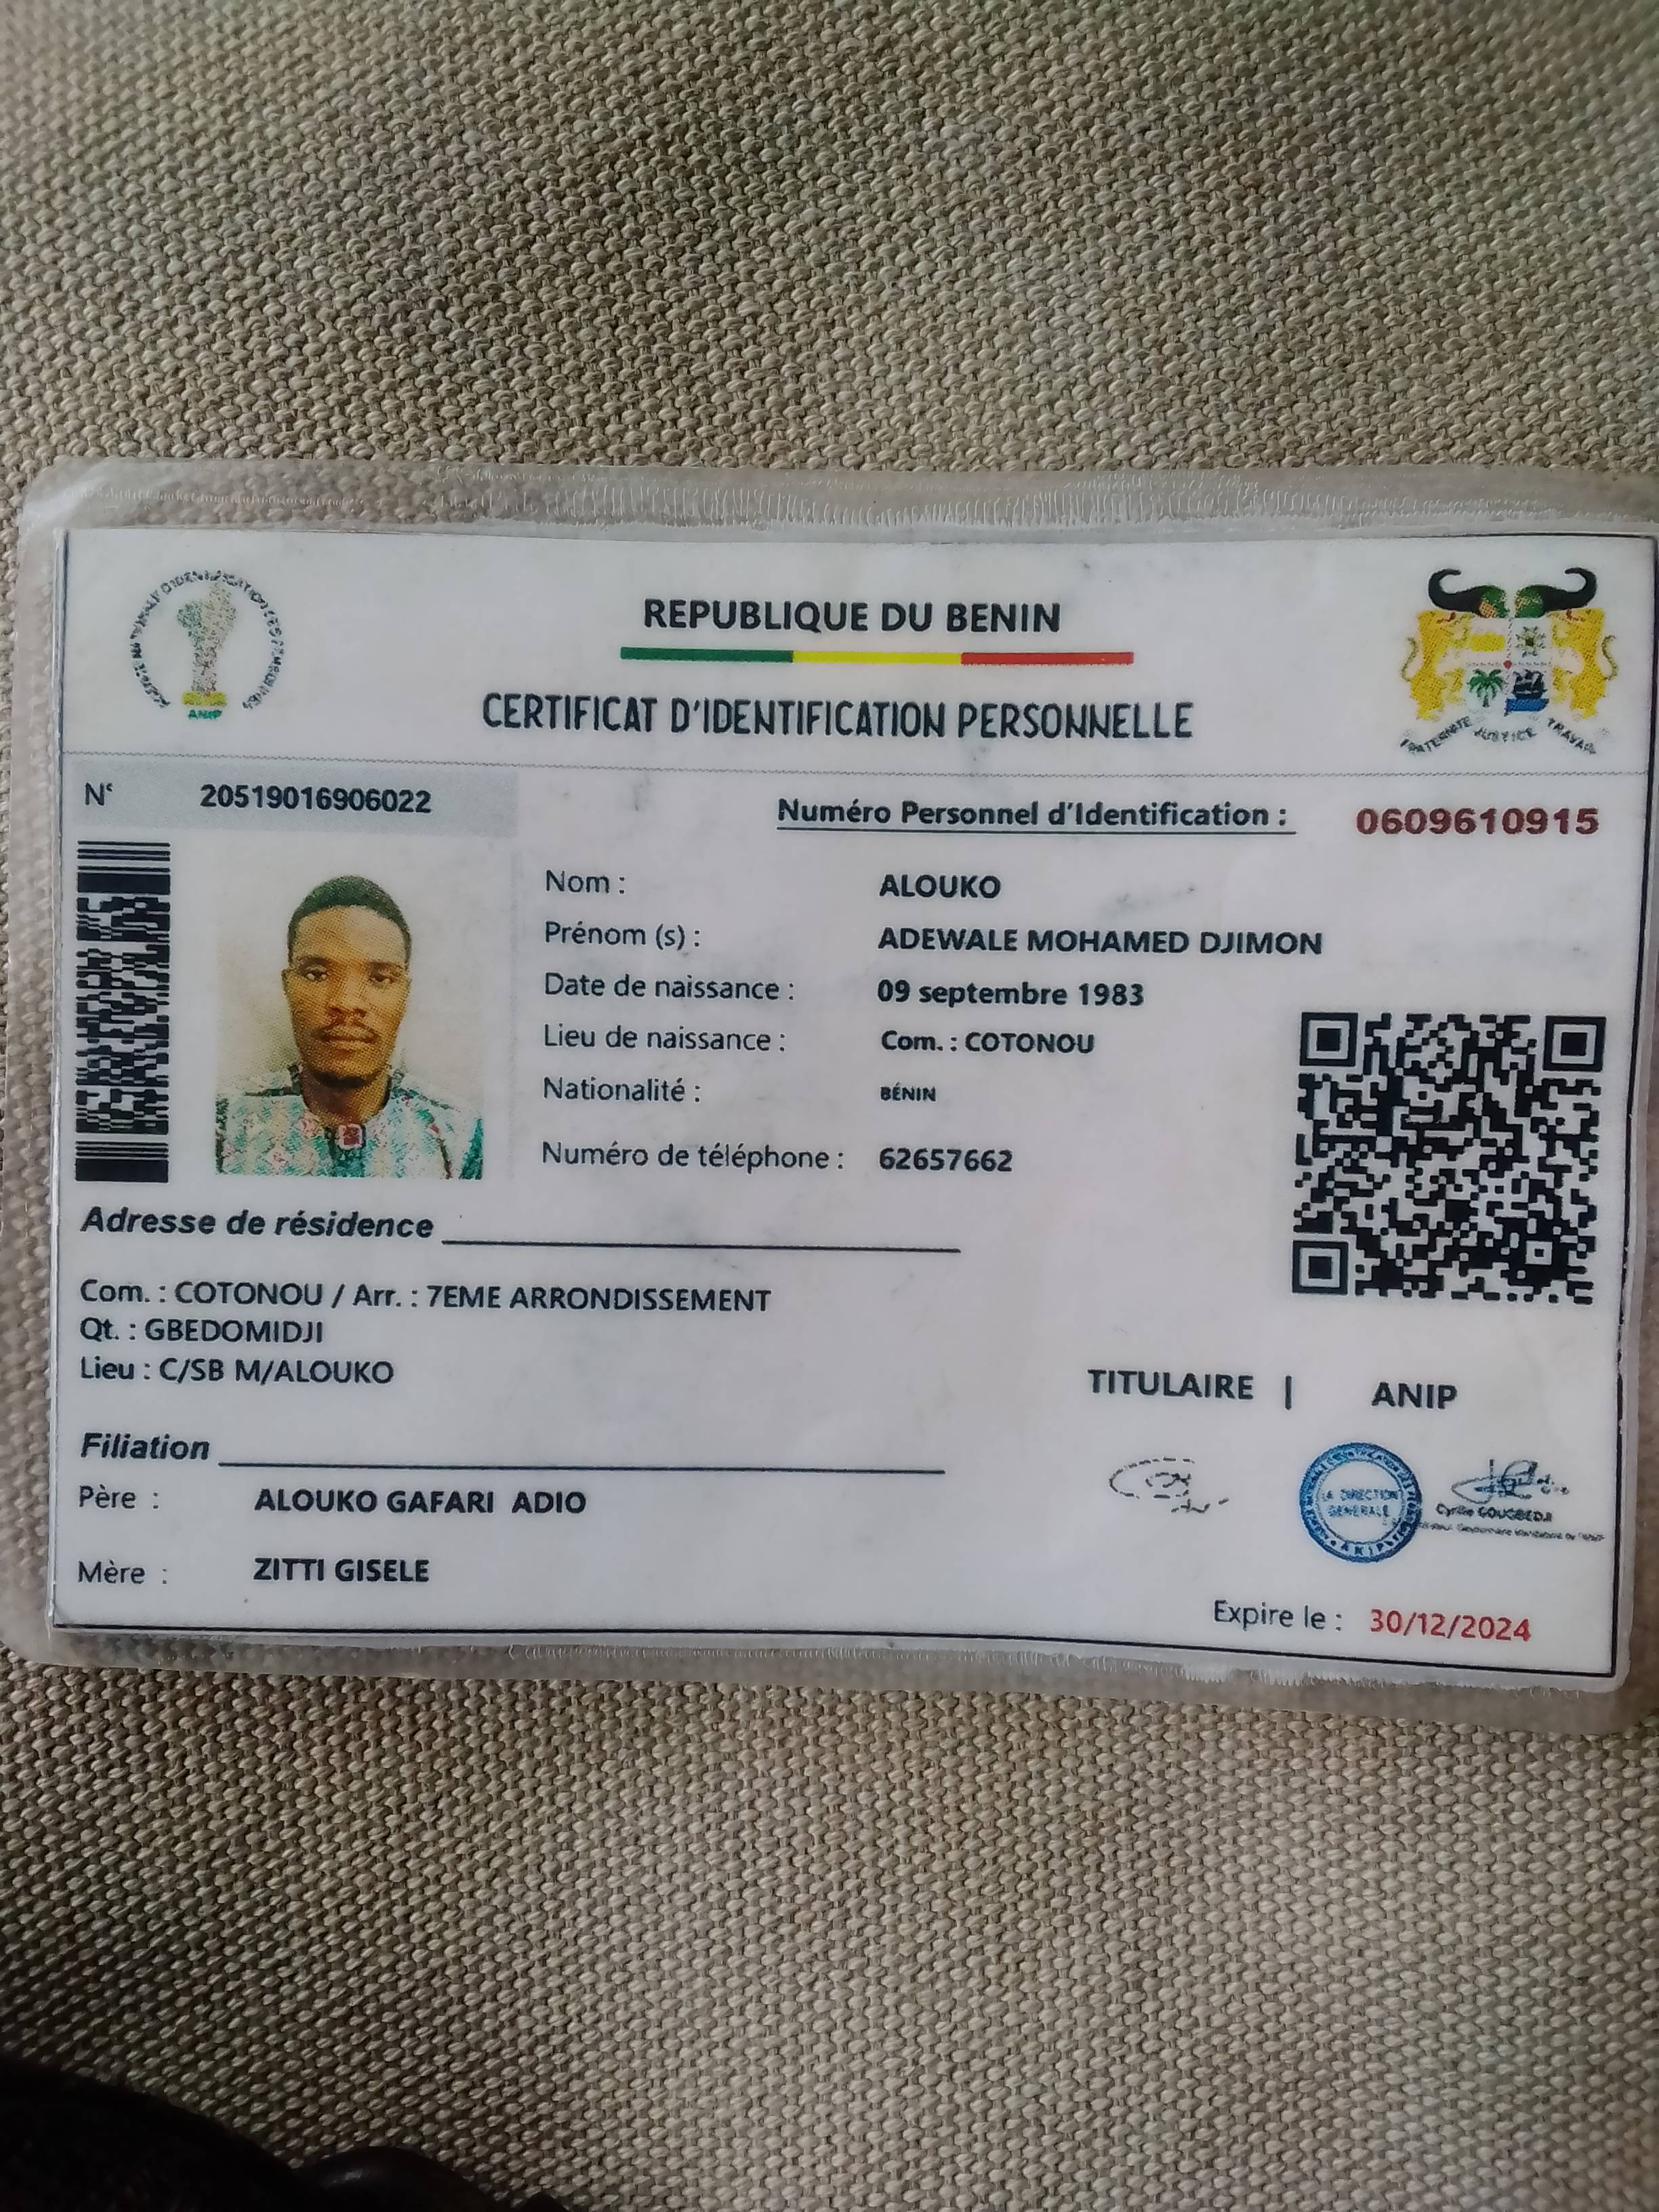 REPUBLIQUE DU BENIN
CERTIFICAT D'IDENTIFICATION PERSONNELLE
ANIP
FRATERNITE JUSTICE TRAVAIL
N° 20519016906022
Numéro Personnel d'Identification : 0609610915
Nom : ALOUKO
Prénom (s) : ADEWALE MOHAMED DJIMON
Date de naissance : 09 septembre 1983
Lieu de naissance : Com. : COTONOU
Nationalité : BÉNIN
Numéro de téléphone : 62657662
Adresse de résidence
Com. : COTONOU / Arr. : 7EME ARRONDISSEMENT
Qt. : GBEDOMIDJI
Lieu : C/SB M/ALOUKO
TITULAIRE | ANIP
Filiation
Père : ALOUKO GAFARI ADIO
LA DIRECTION
GENERALE
ANIP
Cyrille GOUGBEDJI
Mère : ZITTI GISELE
Expire le : 30/12/2024